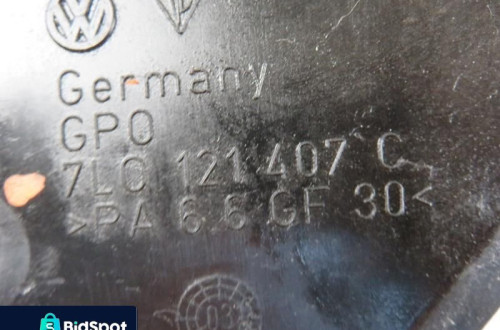 Germany
GPO
7L0 121 407 C
>PA 6.6 GF 30<
BidSpot